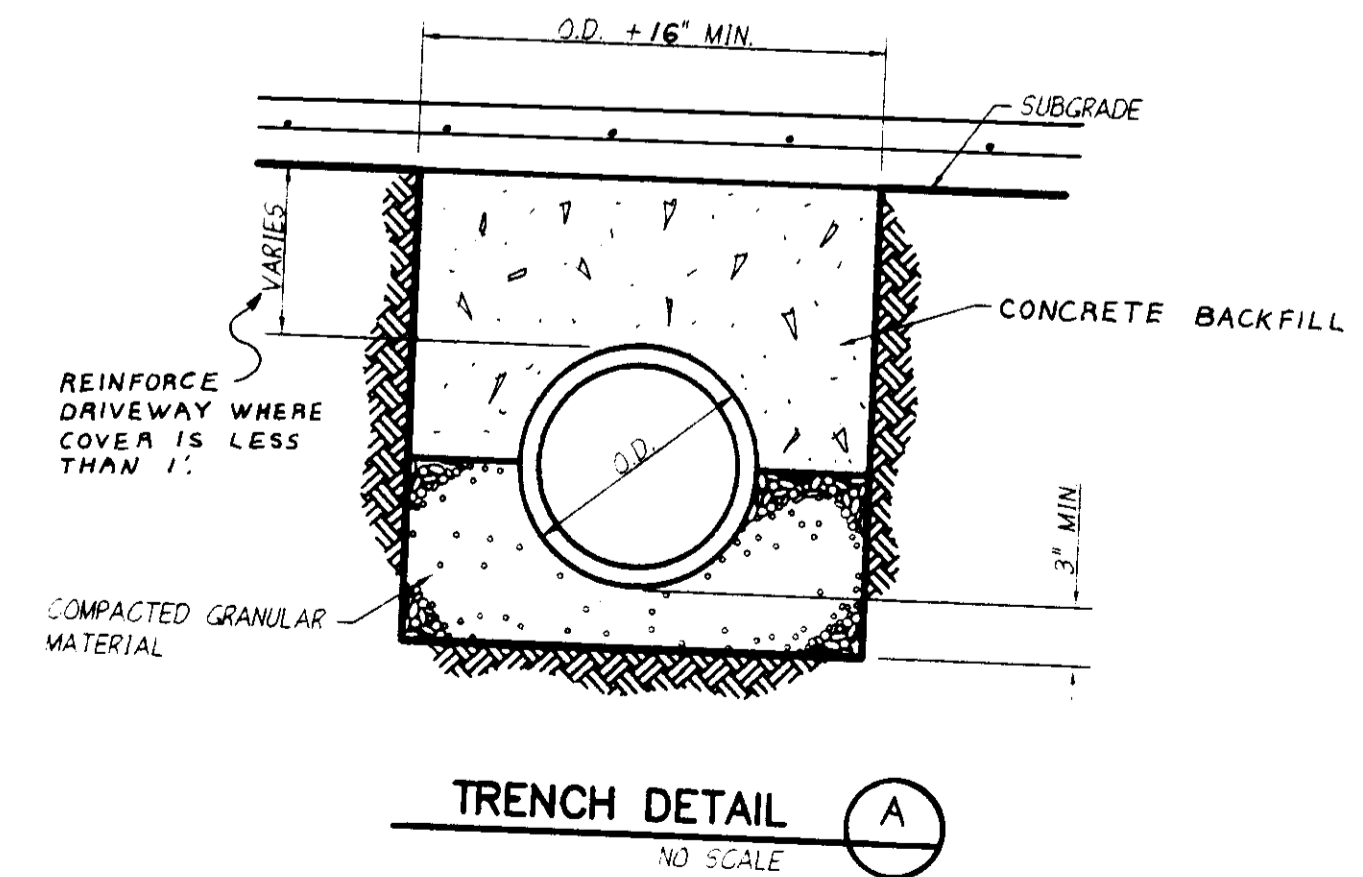 O.D. +16" MIN.
SUBGRADE
VARIES
CONCRETE BACKFILL
REINFORCE
DRIVEWAY WHERE
COVER IS LESS
THAN 1'.
O.D.
3" MIN
COMPACTED GRANULAR
MATERIAL
TRENCH DETAIL
A
NO SCALE